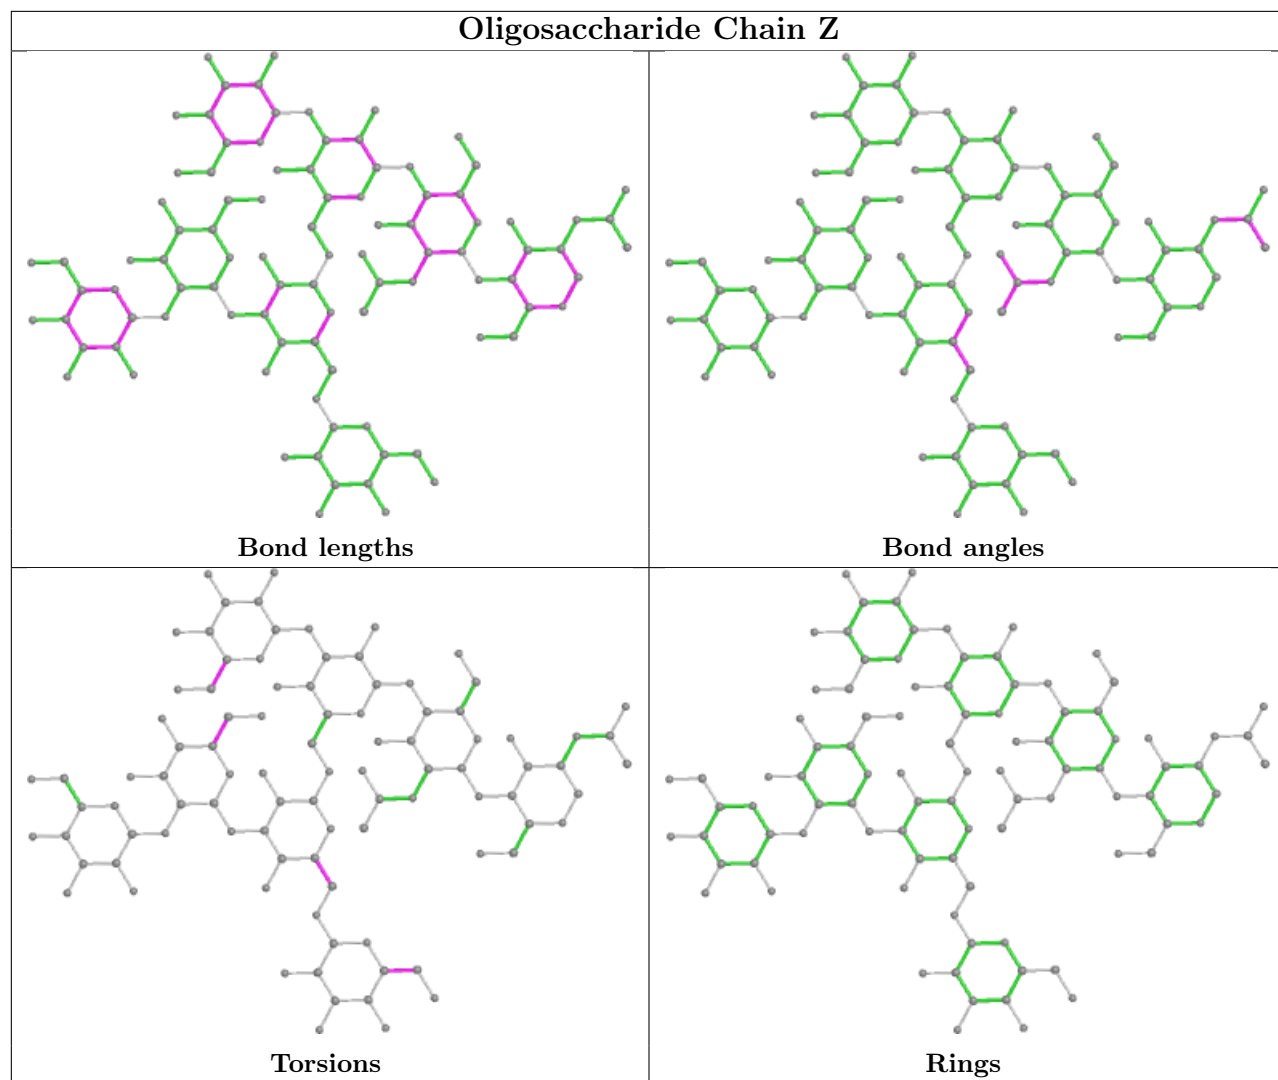 Oligosaccharide Chain Z
Bond lengths
Bond angles
Torsions
Rings